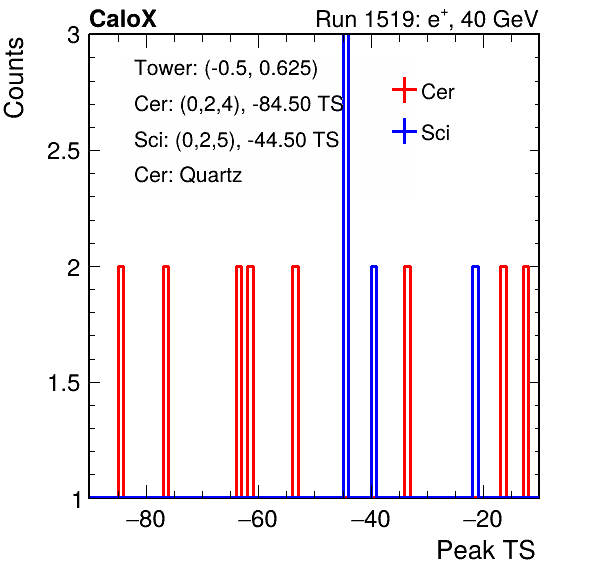 CaloX Run 1519: e⁺, 40 GeV
Counts
Tower: (-0.5, 0.625)
Cer: (0,2,4), -84.50 TS
Sci: (0,2,5), -44.50 TS
Cer: Quartz
Cer
Sci
3
2.5
2
1.5
1
−80 −60 −40 −20
Peak TS